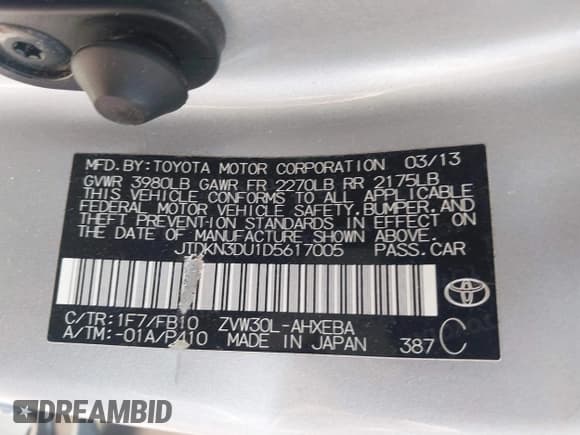 MFD.BY:TOYOTA MOTOR CORPORATION 03/13
GVWR 3980LB GAWR FR 2270LB RR 2175LB
THIS VEHICLE CONFORMS TO ALL APPLICABLE
FEDERAL MOTOR VEHICLE SAFETY,BUMPER,AND
THEFT PREVENTION STANDARDS IN EFFECT ON
THE DATE OF MANUFACTURE SHOWN ABOVE.
JTDKN3DU1D5617005 PASS.CAR
C/TR:1F7/FB10 ZVW30L-AHXEBA
A/TM:-01A/P410 MADE IN JAPAN 387 C
DREAMBID